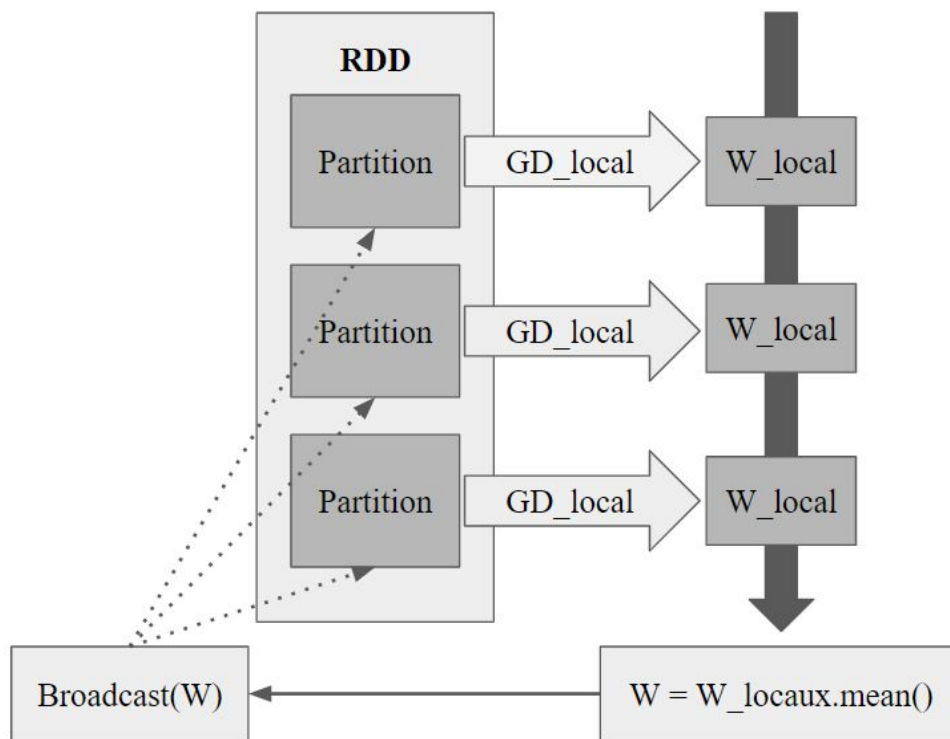 RDD
Partition
GD_local
W_local
Partition
GD_local
W_local
Partition
GD_local
W_local
Broadcast(W)
W = W_locaux.mean()